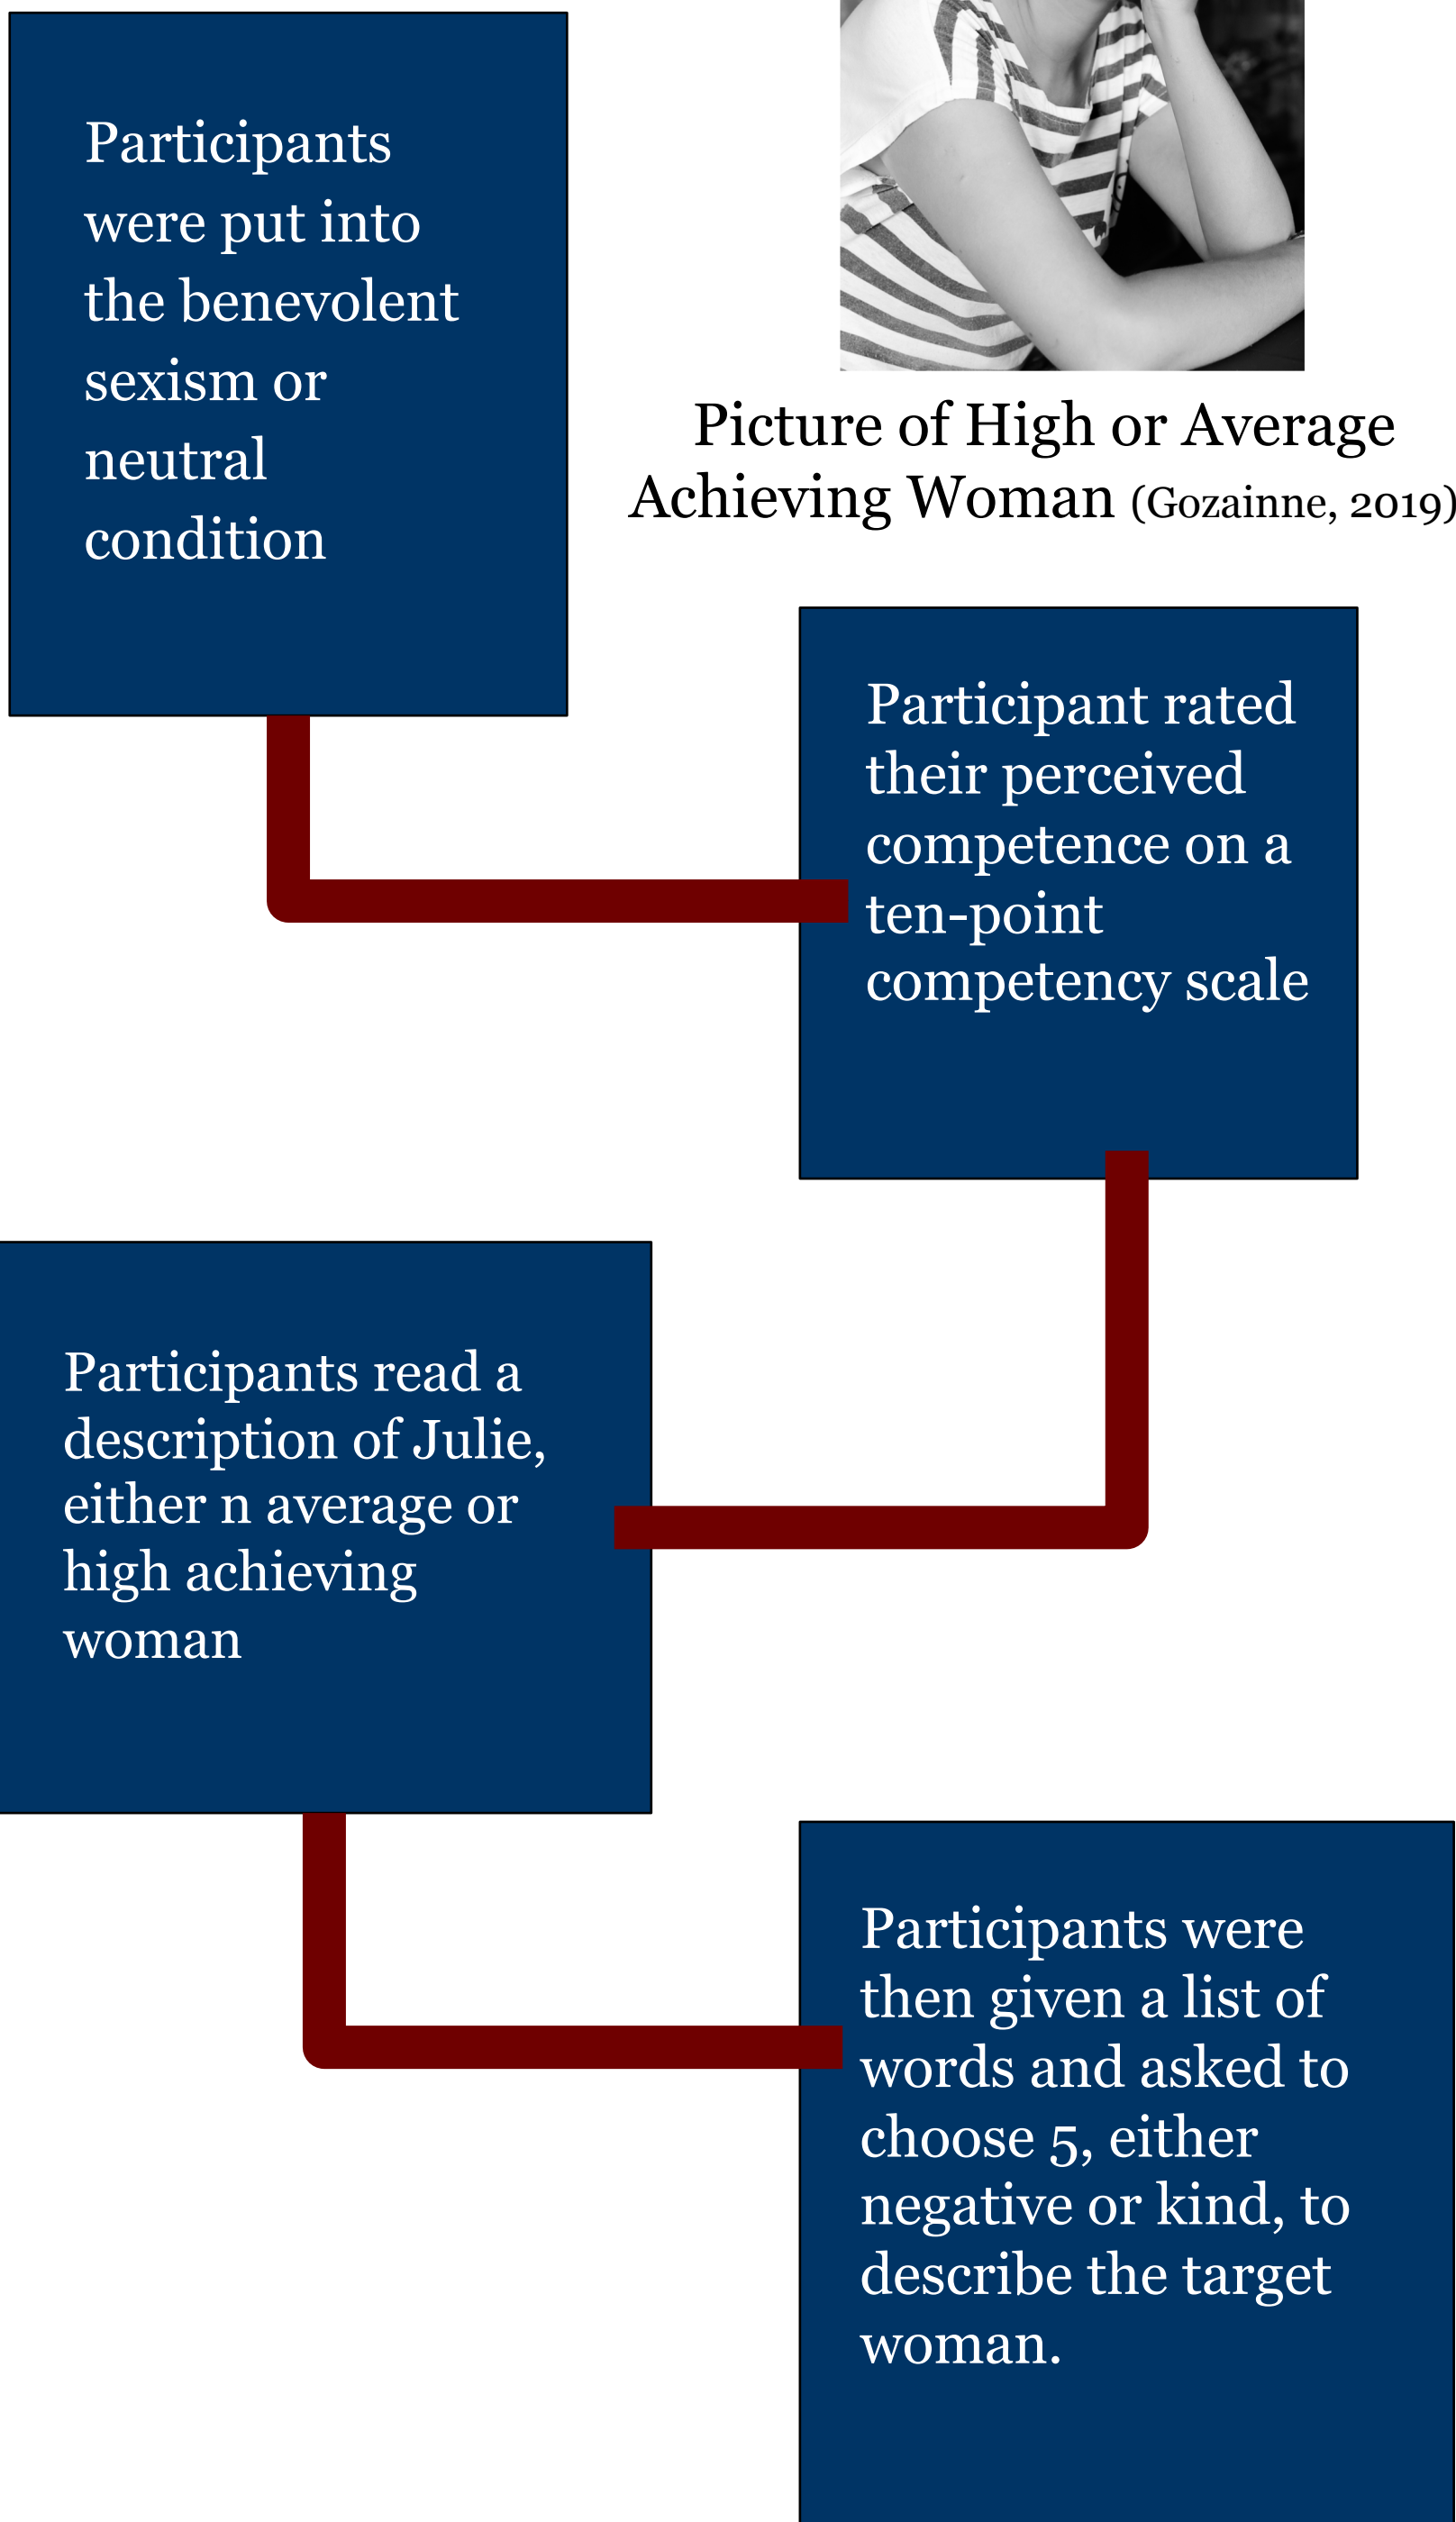 Participants
were put into
the benevolent
sexism or
neutral
condition
Picture of High or Average
Achieving Woman (Gozainne, 2019)
Participant rated
their perceived
competence on a
ten-point
competency scale
Participants read a
description of Julie,
either n average or
high achieving
woman
Participants were
then given a list of
words and asked to
choose 5, either
negative or kind, to
describe the target
woman.